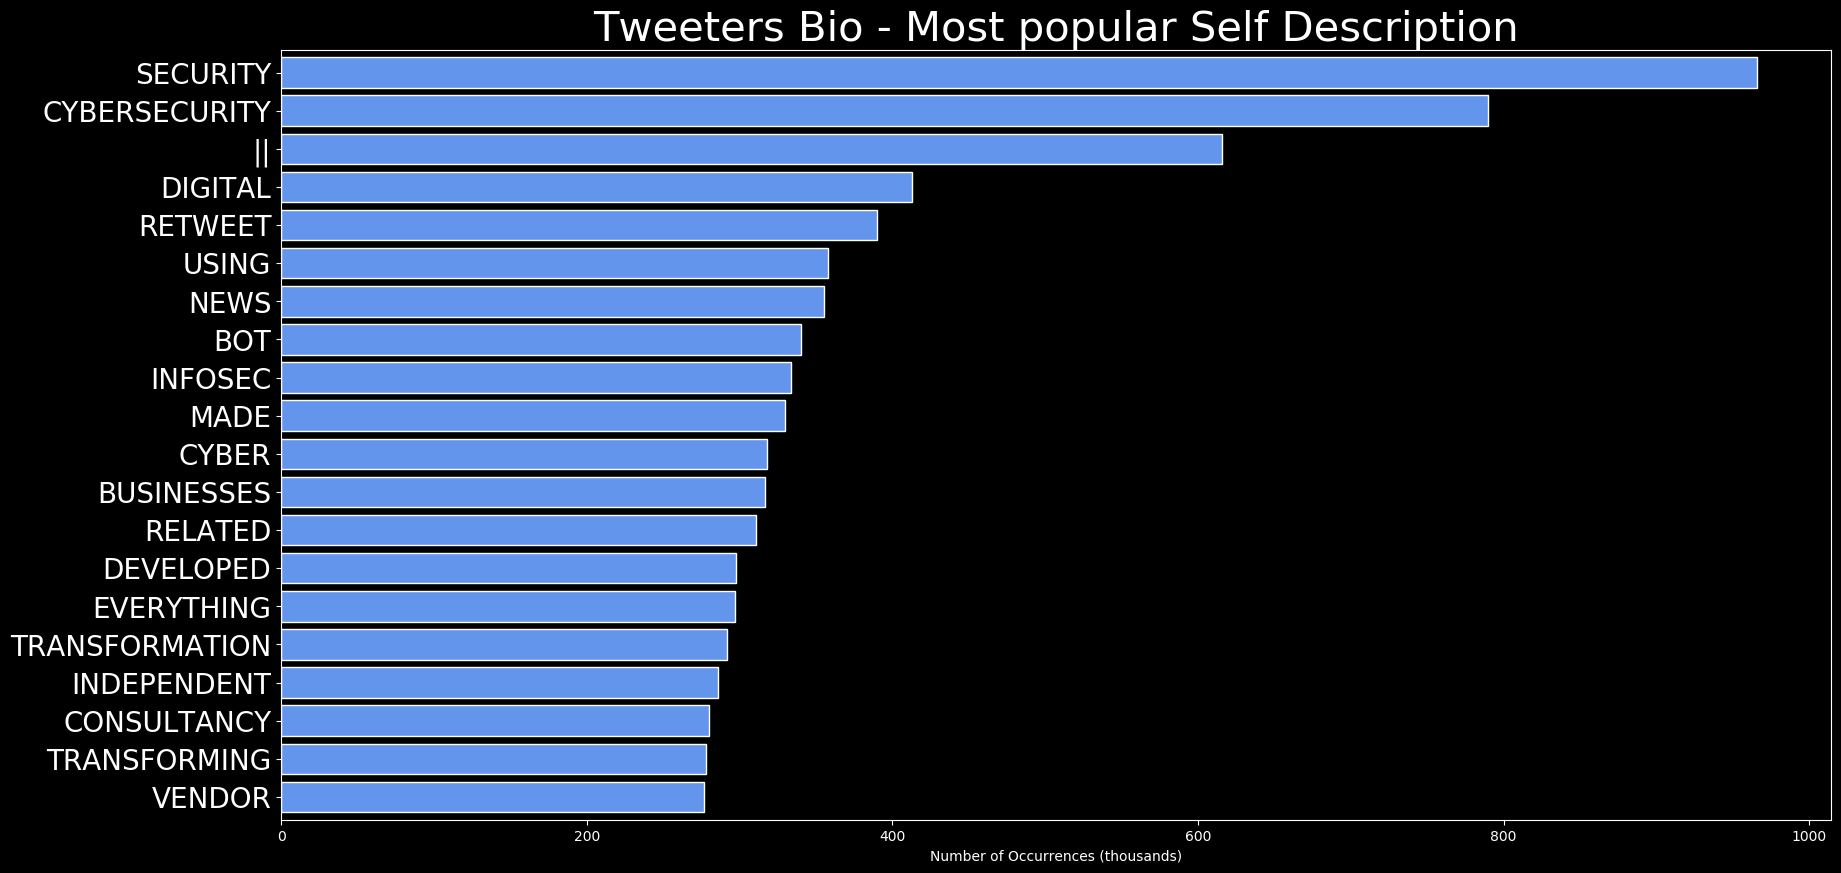 Tweeters Bio - Most popular Self Description
SECURITY
CYBERSECURITY
||
DIGITAL
RETWEET
USING
NEWS
BOT
INFOSEC
MADE
CYBER
BUSINESSES
RELATED
DEVELOPED
EVERYTHING
TRANSFORMATION
INDEPENDENT
CONSULTANCY
TRANSFORMING
VENDOR
0 200 400 600 800 1000
Number of Occurrences (thousands)